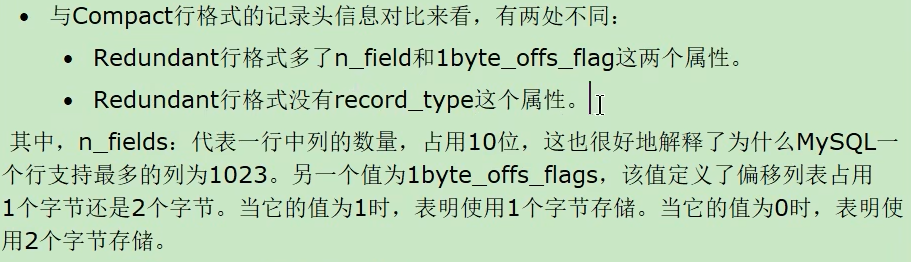 • 与Compact行格式的记录头信息对比来看，有两处不同：
• Redundant行格式多了n_field和1byte_offs_flag这两个属性。
• Redundant行格式没有record_type这个属性。
其中，n_fields：代表一行中列的数量，占用10位，这也很好地解释了为什么MySQL一
个行支持最多的列为1023。另一个值为1byte_offs_flags，该值定义了偏移列表占用
1个字节还是2个字节。当它的值为1时，表明使用1个字节存储。当它的值为0时，表明使
用2个字节存储。